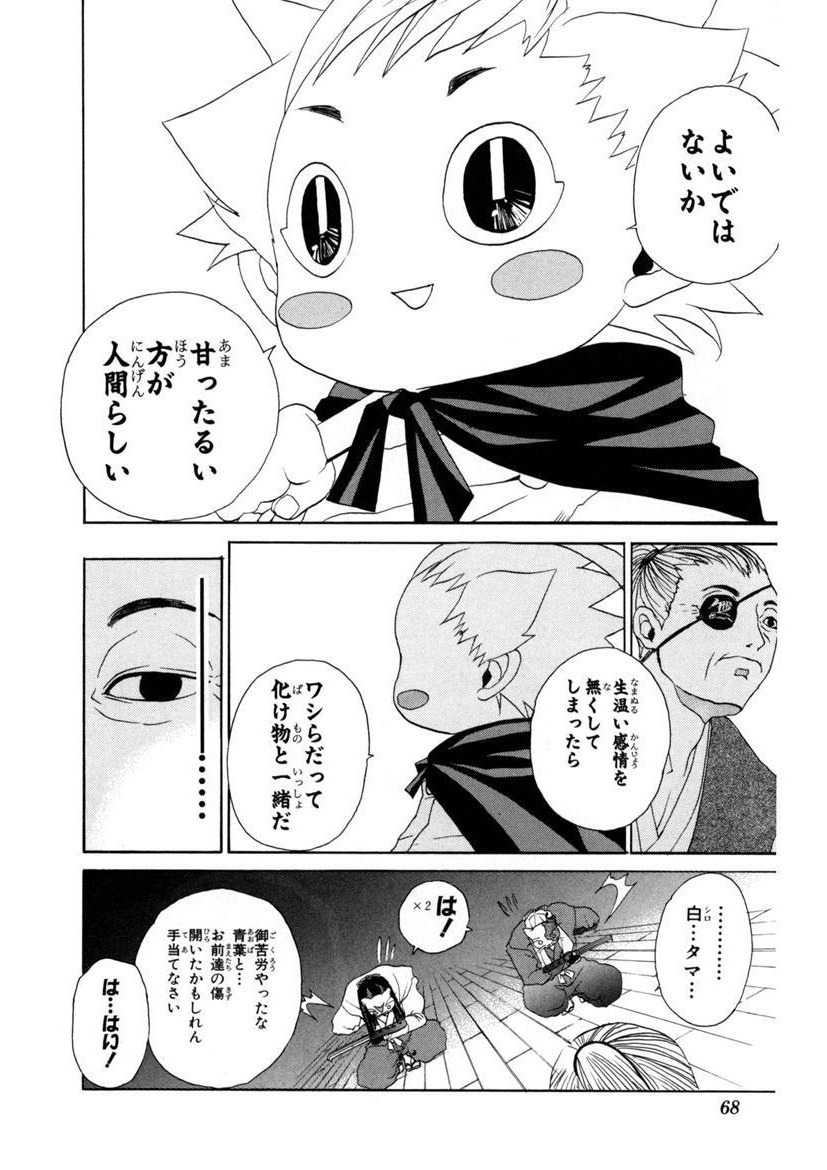 よいでは
ないか
甘ったるい
方が
人間らしい
生温い感情を
無くして
しまったら
ワシらだって
化け物と一緒だ
………………
…………
白…タマ…
は!
×2
御苦労やったな
青葉と…
お前達の傷
開いたかもしれん
手当てなさい
は…はい!
68